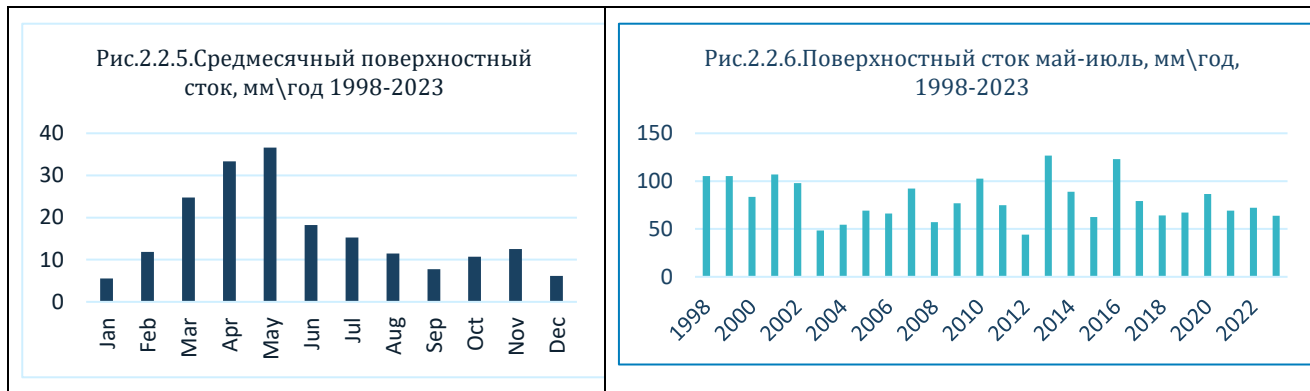 Рис.2.2.5.Средмесячный поверхностный
сток, мм\год 1998-2023
40
30
20
10
0
Jan
Feb
Mar
Apr
May
Jun
Jul
Aug
Sep
Oct
Nov
Dec
Рис.2.2.6.Поверхностный сток май-июль, мм\год,
1998-2023
150
100
50
0
1998
2000
2002
2004
2006
2008
2010
2012
2014
2016
2018
2020
2022